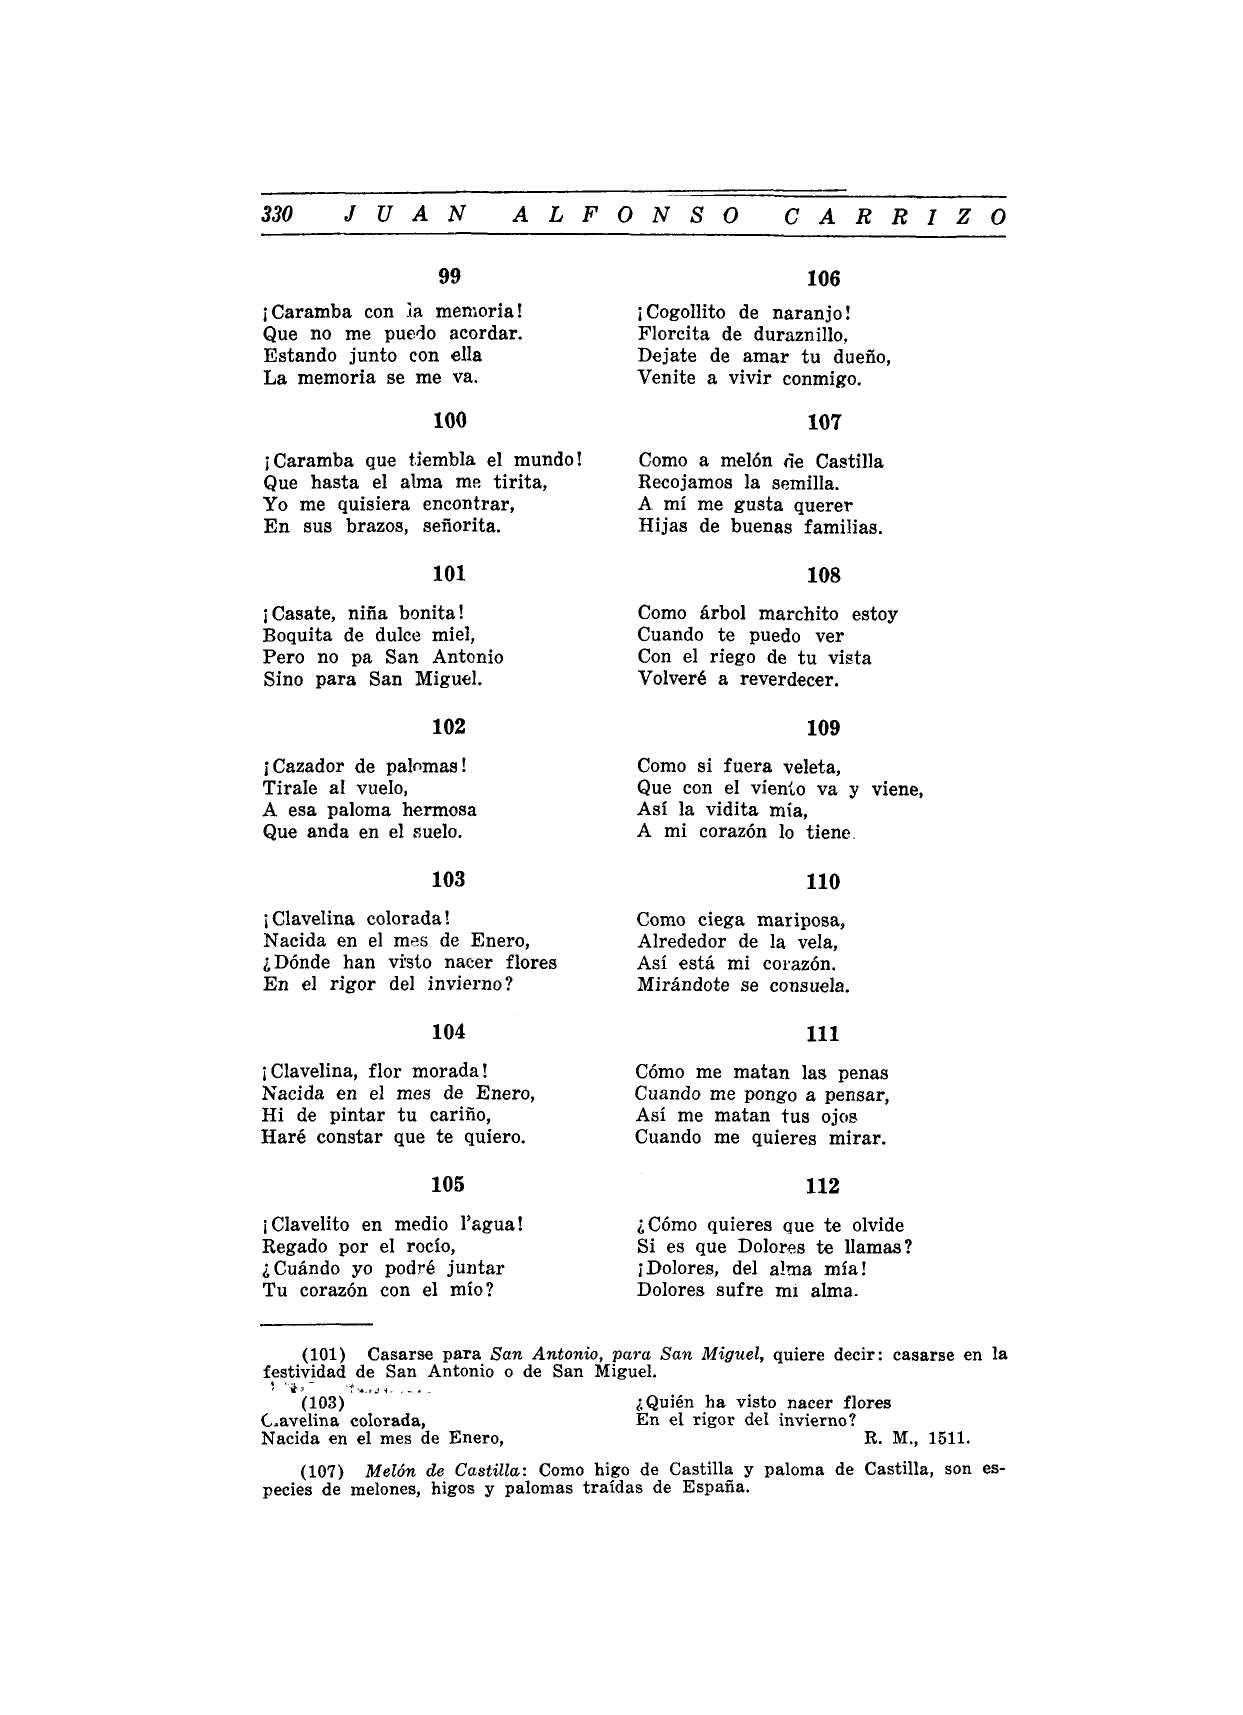 330 JUAN ALFONSO CARRIZO
99
¡Caramba con la memoria!
Que no me puedo acordar.
Estando junto con ella
La memoria se me va.
100
¡Caramba que tiembla el mundo!
Que hasta el alma me tirita,
Yo me quisiera encontrar,
En sus brazos, señorita.
101
¡Casate, niña bonita!
Boquita de dulce miel,
Pero no pa San Antonio
Sino para San Miguel.
102
¡Cazador de palomas!
Tirale al vuelo,
A esa paloma hermosa
Que anda en el suelo.
103
¡Clavelina colorada!
Nacida en el mes de Enero,
¿Dónde han visto nacer flores
En el rigor del invierno?
104
¡Clavelina, flor morada!
Nacida en el mes de Enero,
Hi de pintar tu cariño,
Haré constar que te quiero.
105
¡Clavelito en medio l'agua!
Regado por el rocío,
¿Cuándo yo podré juntar
Tu corazón con el mío?
106
¡Cogollito de naranjo!
Florcita de duraznillo,
Dejate de amar tu dueño,
Venite a vivir conmigo.
107
Como a melón de Castilla
Recojamos la semilla.
A mí me gusta querer
Hijas de buenas familias.
108
Como árbol marchito estoy
Cuando te puedo ver
Con el riego de tu vista
Volveré a reverdecer.
109
Como si fuera veleta,
Que con el viento va y viene,
Así la vidita mía,
A mi corazón lo tiene.
110
Como ciega mariposa,
Alrededor de la vela,
Así está mi corazón.
Mirándote se consuela.
111
Cómo me matan las penas
Cuando me pongo a pensar,
Así me matan tus ojos
Cuando me quieres mirar.
112
¿Cómo quieres que te olvide
Si es que Dolores te llamas?
¡Dolores, del alma mía!
Dolores sufre mi alma.
(101) Casarse para San Antonio, para San Miguel, quiere decir: casarse en la
festividad de San Antonio o de San Miguel.
(103)
Clavelina colorada,
Nacida en el mes de Enero,
¿Quién ha visto nacer flores
En el rigor del invierno?
R. M., 1511.
(107) Melón de Castilla: Como higo de Castilla y paloma de Castilla, son es-
pecies de melones, higos y palomas traídas de España.